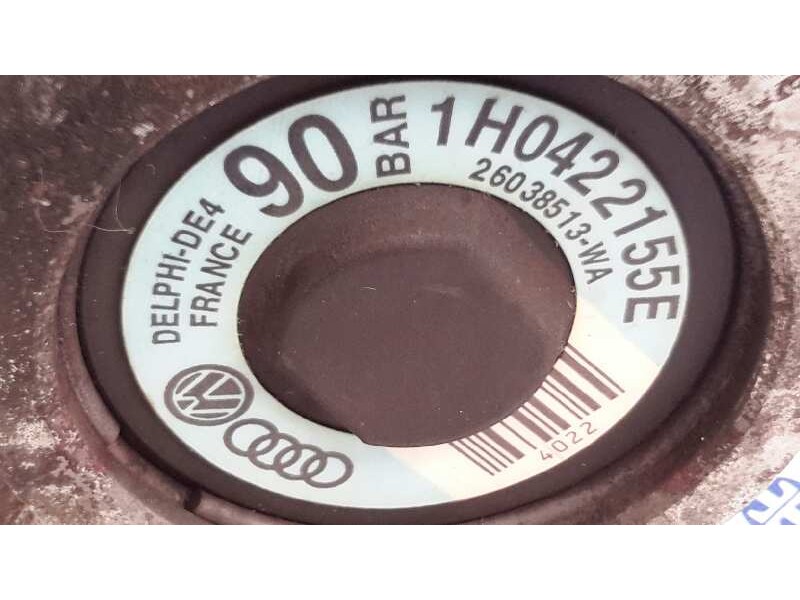 DELPHI-DE4
FRANCE
90
BAR
1H0422155E
26038513-WA
4022